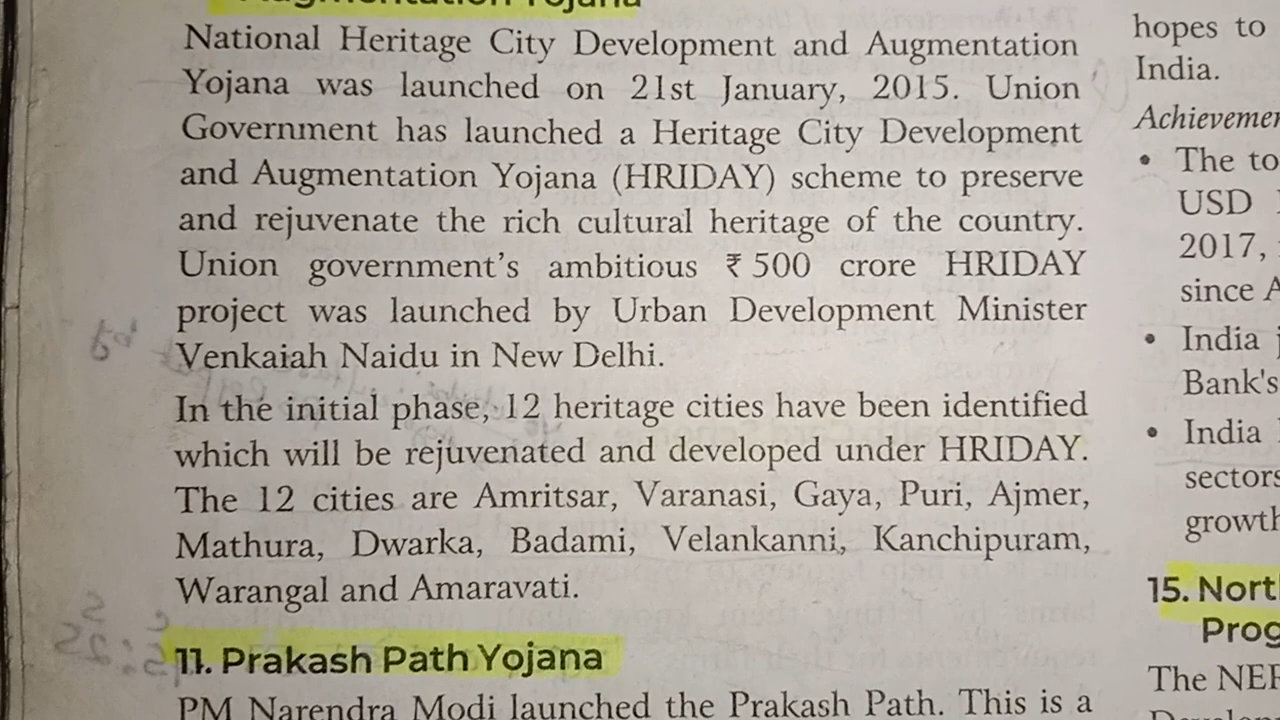 Augmentation Yojana
National Heritage City Development and Augmentation
Yojana was launched on 21st January, 2015. Union
Government has launched a Heritage City Development
and Augmentation Yojana (HRIDAY) scheme to preserve
and rejuvenate the rich cultural heritage of the country.
Union government's ambitious ₹ 500 crore HRIDAY
project was launched by Urban Development Minister
Venkaiah Naidu in New Delhi.
In the initial phase, 12 heritage cities have been identified
which will be rejuvenated and developed under HRIDAY.
The 12 cities are Amritsar, Varanasi, Gaya, Puri, Ajmer,
Mathura, Dwarka, Badami, Velankanni, Kanchipuram,
Warangal and Amaravati.
11. Prakash Path Yojana
PM Narendra Modi launched the Prakash Path. This is a
hopes to
India.
• The to
USD
2017,
since A
• India
Bank's
• India
sectors
growth
15.
Prog
The NEF